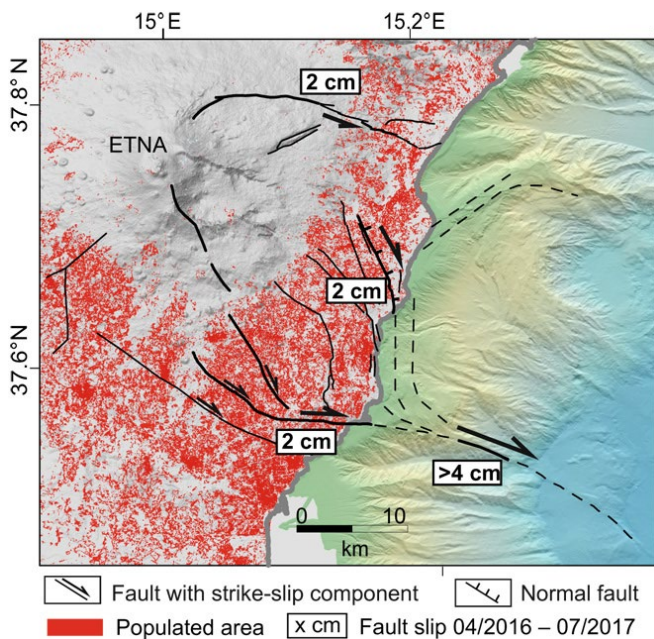 15°E 15.2°E
37.8°N
2 cm
ETNA
2 cm
37.6°N
2 cm
>4 cm
0 10
km
Fault with strike-slip component Normal fault
Populated area x cm Fault slip 04/2016 – 07/2017